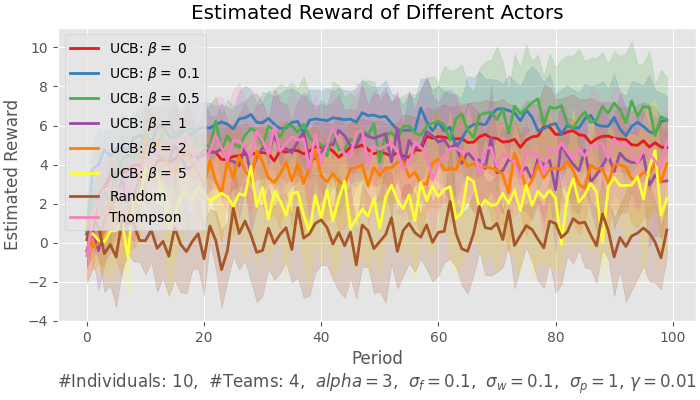 Estimated Reward of Different Actors
Estimated Reward
10
8
6
4
2
0
−2
−4
UCB: β = 0
UCB: β = 0.1
UCB: β = 0.5
UCB: β = 1
UCB: β = 2
UCB: β = 5
Random
Thompson
0 20 40 60 80 100
Period
#Individuals: 10, #Teams: 4, alpha = 3, σ_f = 0.1, σ_w = 0.1, σ_p = 1, γ = 0.01